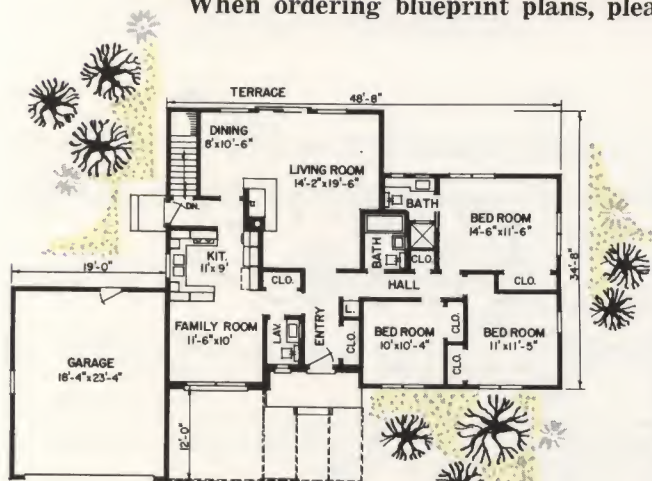 When ordering blueprint plans, plea
TERRACE
48'-8"
DINING
8'x10'-6"
LIVING ROOM
14'-2"x19'-6"
DN.
BATH
BED ROOM
14'-6"x11'-6"
34'-8"
KIT.
11'x9'
BATH
CLO.
CLO.
CLO.
HALL
19'-0"
FAMILY ROOM
11'-6"x10'
LAV.
ENTRY
CLO.
BED ROOM
10'x10'-4"
CLO.
CLO.
BED ROOM
11'x11'-5"
GARAGE
18'-4"x23'-4"
12'-0"